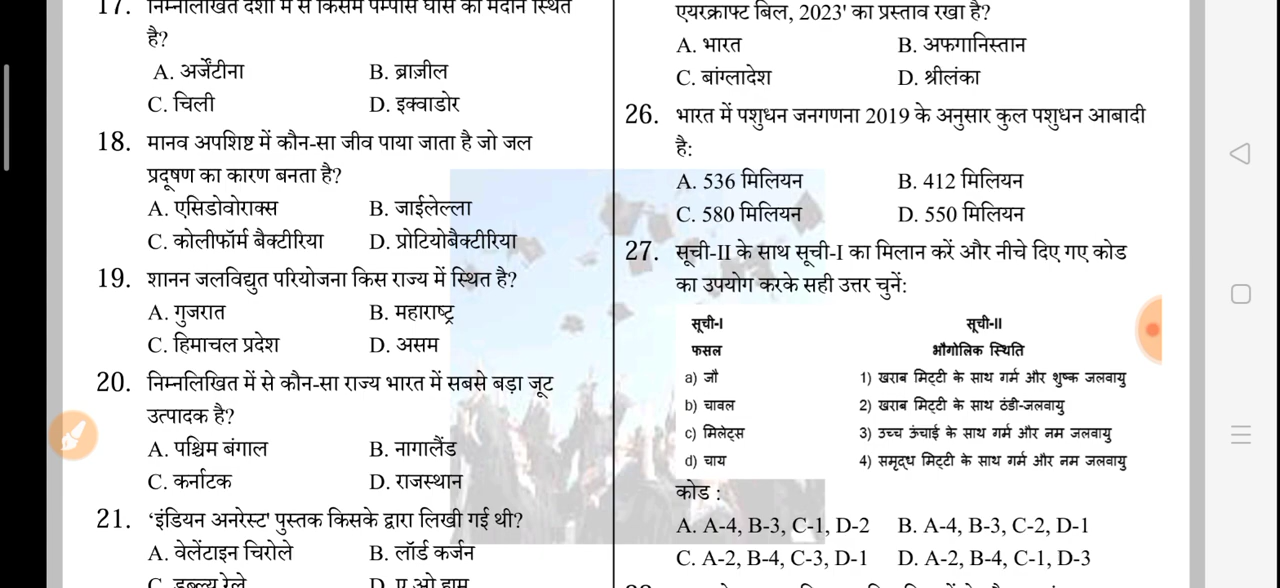 17. निम्नलिखित देशों में से किसमें पम्पास घास का मैदान स्थित
है?
A. अर्जेंटीना B. ब्राज़ील
C. चिली D. इक्वाडोर
18. मानव अपशिष्ट में कौन-सा जीव पाया जाता है जो जल
प्रदूषण का कारण बनता है?
A. एसिडोवोराक्स B. जाईलेल्ला
C. कोलीफॉर्म बैक्टीरिया D. प्रोटियोबैक्टीरिया
19. शानन जलविद्युत परियोजना किस राज्य में स्थित है?
A. गुजरात B. महाराष्ट्र
C. हिमाचल प्रदेश D. असम
20. निम्नलिखित में से कौन-सा राज्य भारत में सबसे बड़ा जूट
उत्पादक है?
A. पश्चिम बंगाल B. नागालैंड
C. कर्नाटक D. राजस्थान
21. ‘इंडियन अनरेस्ट' पुस्तक किसके द्वारा लिखी गई थी?
A. वेलेंटाइन चिरोले B. लॉर्ड कर्जन
C. D. ए ओ ह्यूम
एयरक्राफ्ट बिल, 2023' का प्रस्ताव रखा है?
A. भारत B. अफगानिस्तान
C. बांग्लादेश D. श्रीलंका
26. भारत में पशुधन जनगणना 2019 के अनुसार कुल पशुधन आबादी
है:
A. 536 मिलियन B. 412 मिलियन
C. 580 मिलियन D. 550 मिलियन
27. सूची-II के साथ सूची-I का मिलान करें और नीचे दिए गए कोड
का उपयोग करके सही उत्तर चुनें:
सूची-I सूची-II
फसल भौगोलिक स्थिति
a) जौ 1) खराब मिट्टी के साथ गर्म और शुष्क जलवायु
b) चावल 2) खराब मिट्टी के साथ ठंडी-जलवायु
c) मिलेट्स 3) उच्च ऊंचाई के साथ गर्म और नम जलवायु
d) चाय 4) समृद्ध मिट्टी के साथ गर्म और नम जलवायु
कोड :
A. A-4, B-3, C-1, D-2 B. A-4, B-3, C-2, D-1
C. A-2, B-4, C-3, D-1 D. A-2, B-4, C-1, D-3